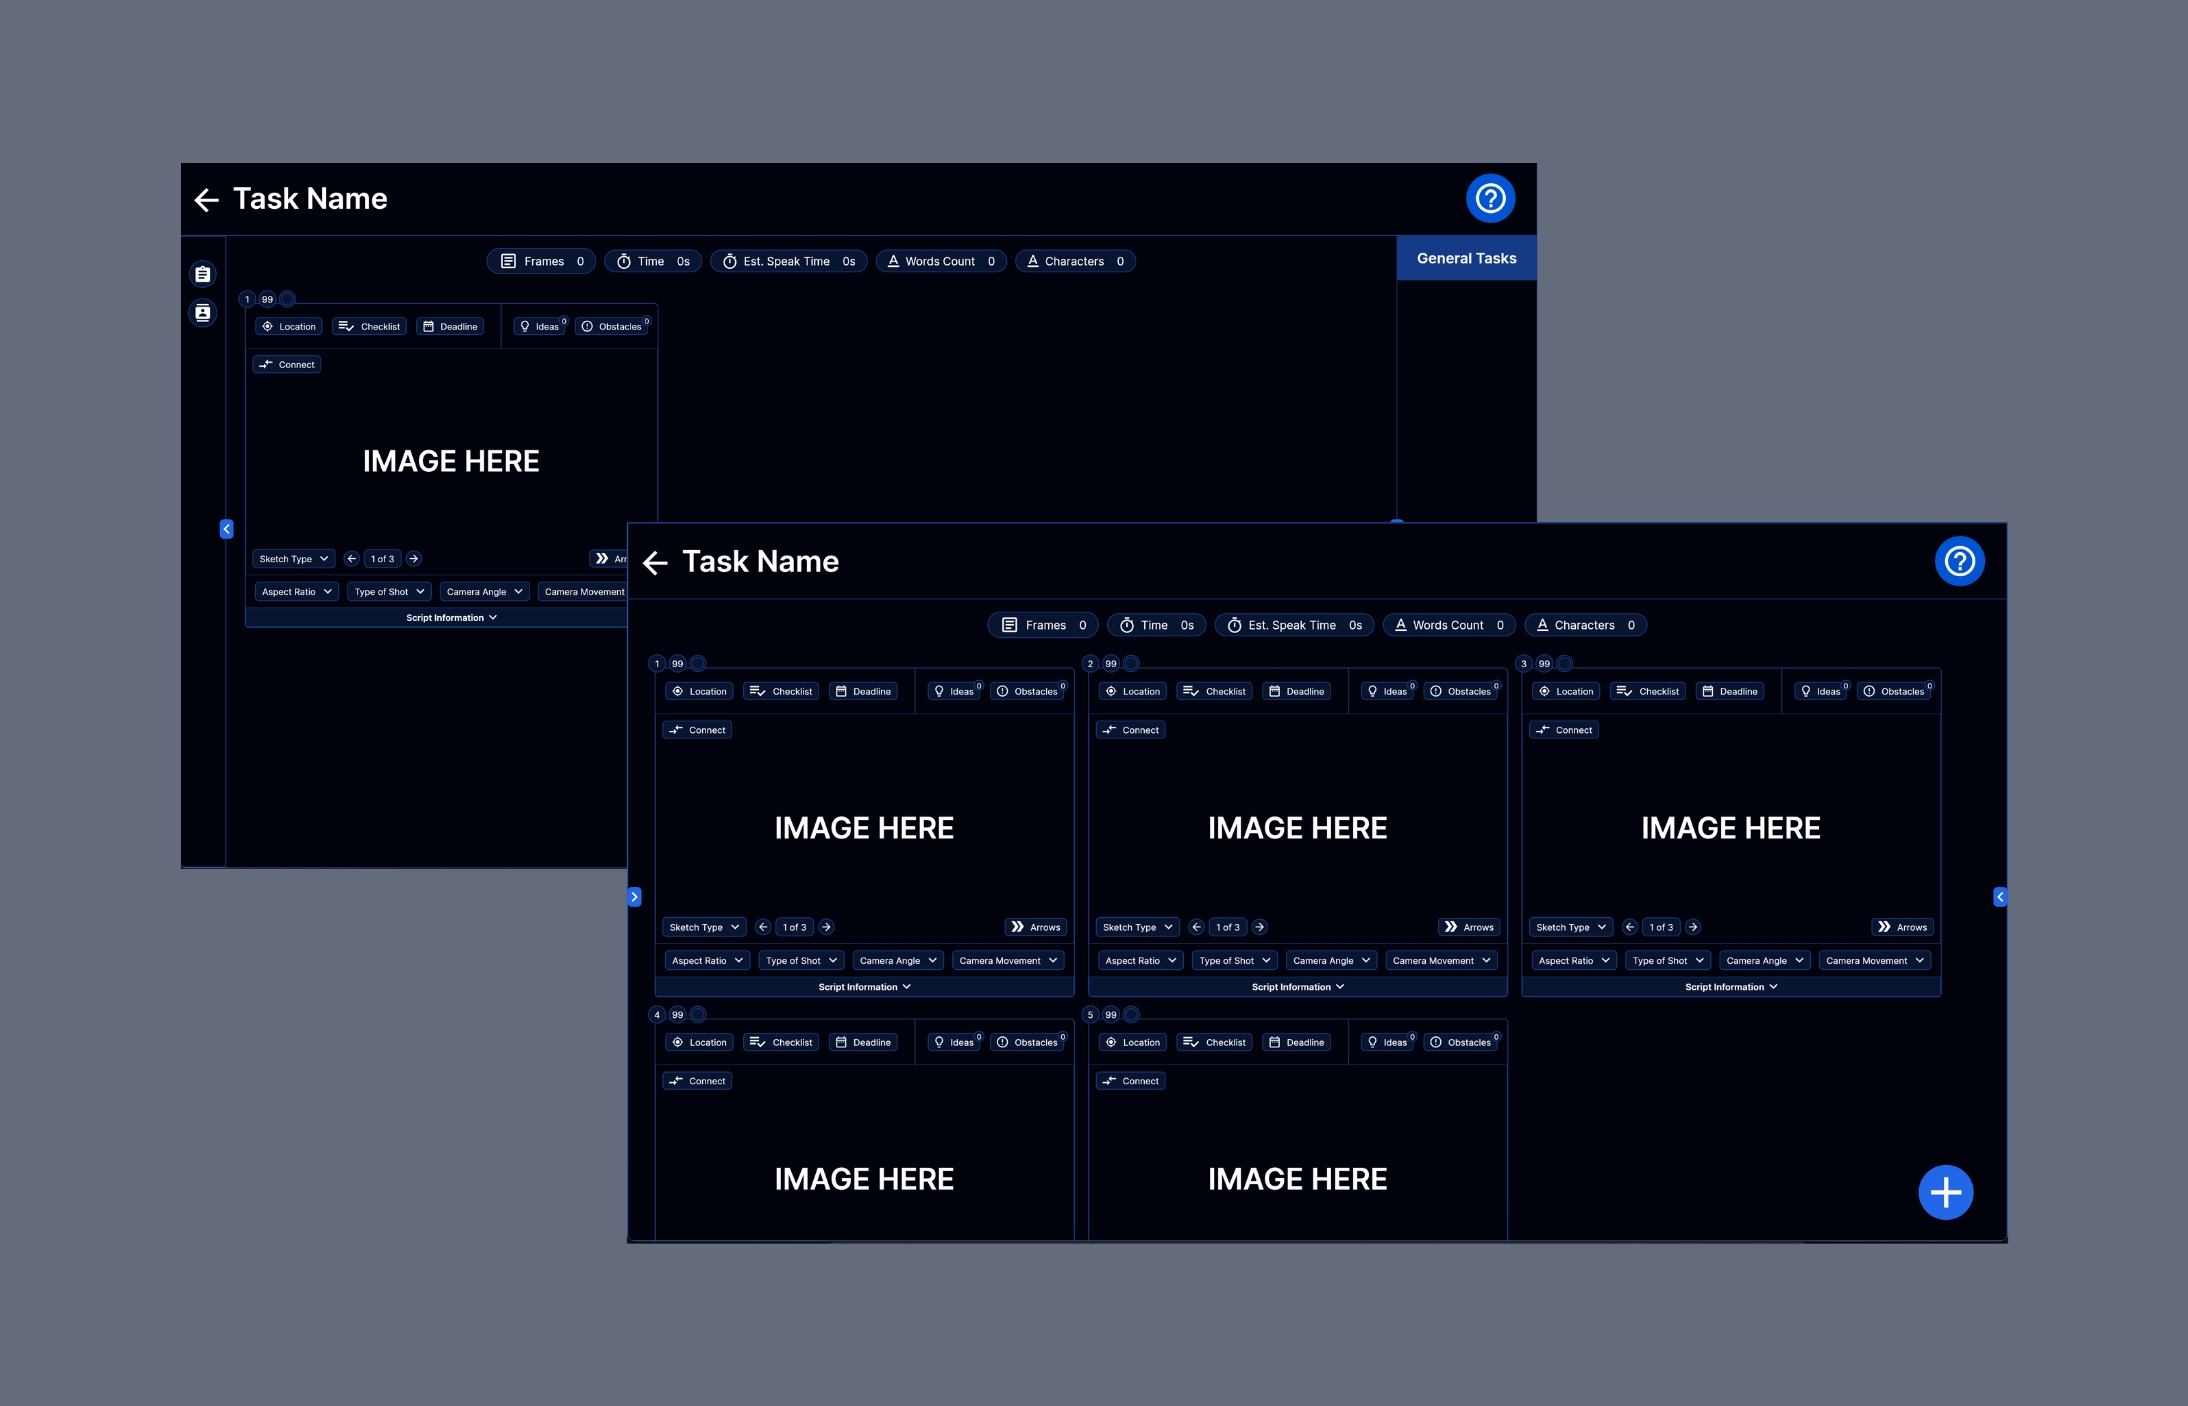 Task Name
Frames 0 Time 0s Est. Speak Time 0s Words Count 0 Characters 0
General Tasks
1 99
Location Checklist Deadline Ideas 0 Obstacles 0
Connect
IMAGE HERE
Sketch Type 1 of 3
Aspect Ratio Type of Shot Camera Angle Camera Movement
Script Information
Task Name
Frames 0 Time 0s Est. Speak Time 0s Words Count 0 Characters 0
1 99 2 99 3 99
Location Checklist Deadline Ideas 0 Obstacles 0 Location Checklist Deadline Ideas 0 Obstacles 0 Location Checklist Deadline Ideas 0 Obstacles 0
Connect Connect Connect
IMAGE HERE IMAGE HERE IMAGE HERE
Sketch Type 1 of 3 Arrows Sketch Type 1 of 3 Arrows Sketch Type 1 of 3 Arrows
Aspect Ratio Type of Shot Camera Angle Camera Movement Aspect Ratio Type of Shot Camera Angle Camera Movement Aspect Ratio Type of Shot Camera Angle Camera Movement
Script Information Script Information Script Information
4 99 5 99
Location Checklist Deadline Ideas 0 Obstacles 0 Location Checklist Deadline Ideas 0 Obstacles 0
Connect Connect
IMAGE HERE IMAGE HERE